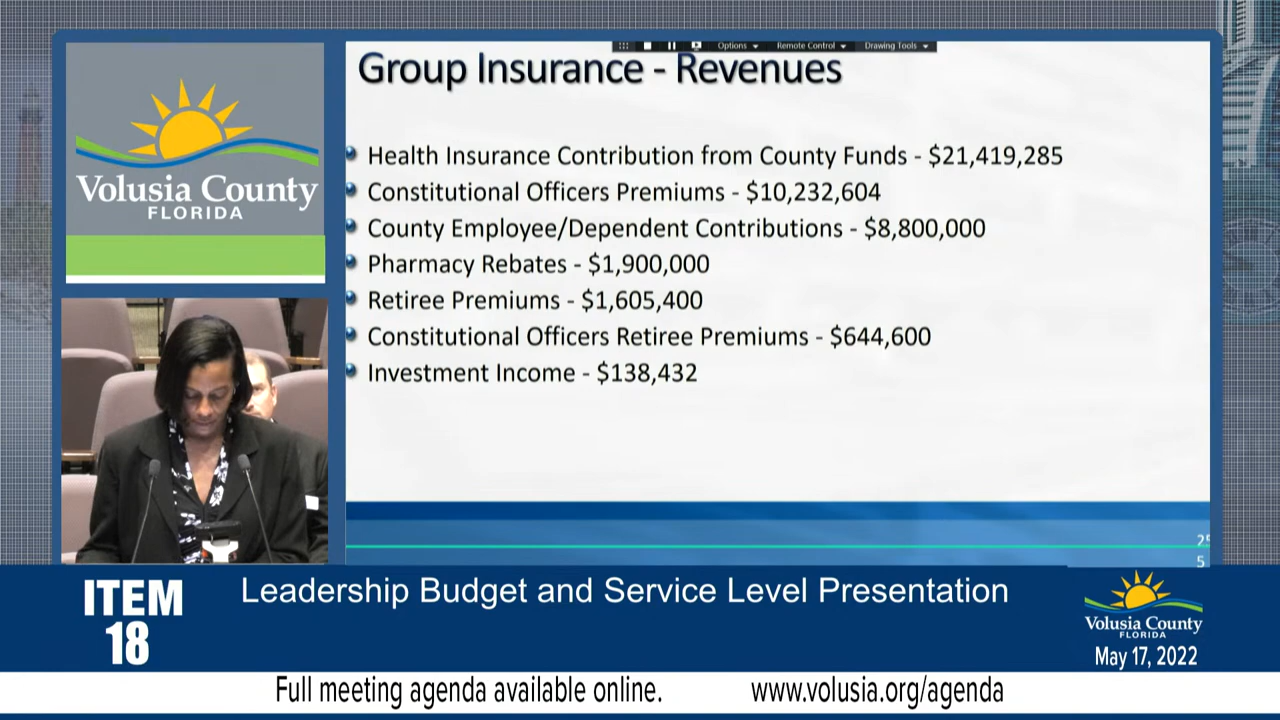 Options
Remote Control
Drawing Tools
Group Insurance - Revenues
Health Insurance Contribution from County Funds - $21,419,285
Constitutional Officers Premiums - $10,232,604
County Employee/Dependent Contributions - $8,800,000
Pharmacy Rebates - $1,900,000
Retiree Premiums - $1,605,400
Constitutional Officers Retiree Premiums - $644,600
Investment Income - $138,432
Volusia County
FLORIDA
25
5
ITEM
18
Leadership Budget and Service Level Presentation
Volusia County
FLORIDA
May 17, 2022
Full meeting agenda available online.
www.volusia.org/agenda